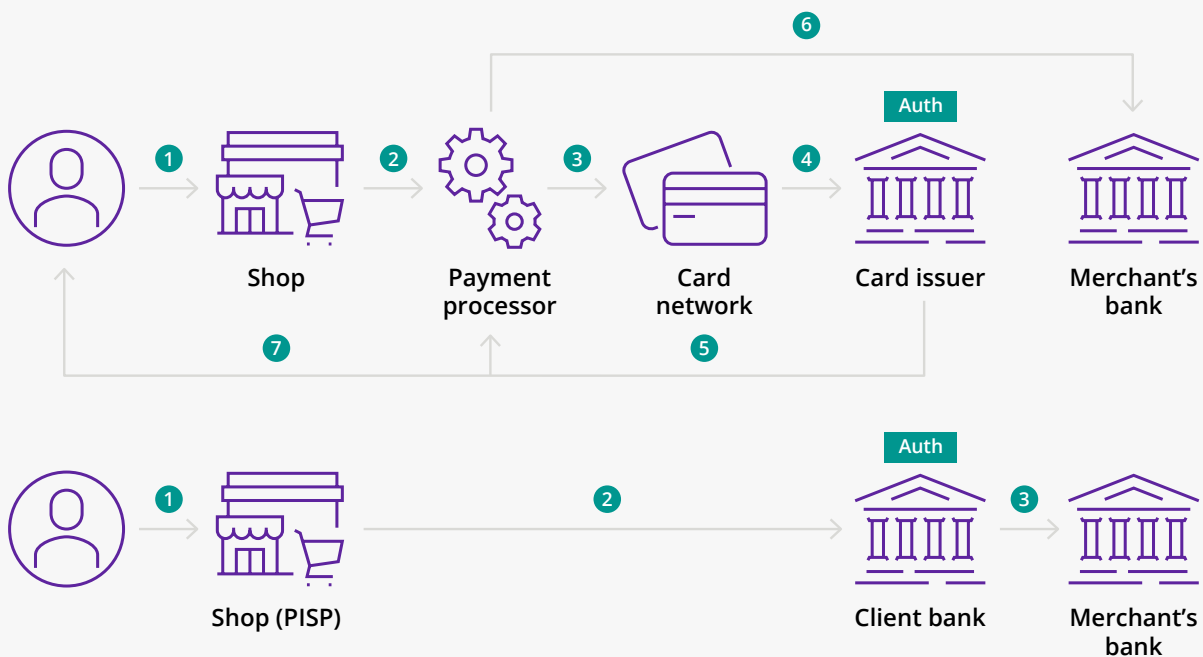 6
Auth
1
2
3
4
Shop
Payment
processor
Card
network
Card issuer
Merchant’s
bank
7
5
Auth
1
2
3
Shop (PISP)
Client bank
Merchant’s
bank